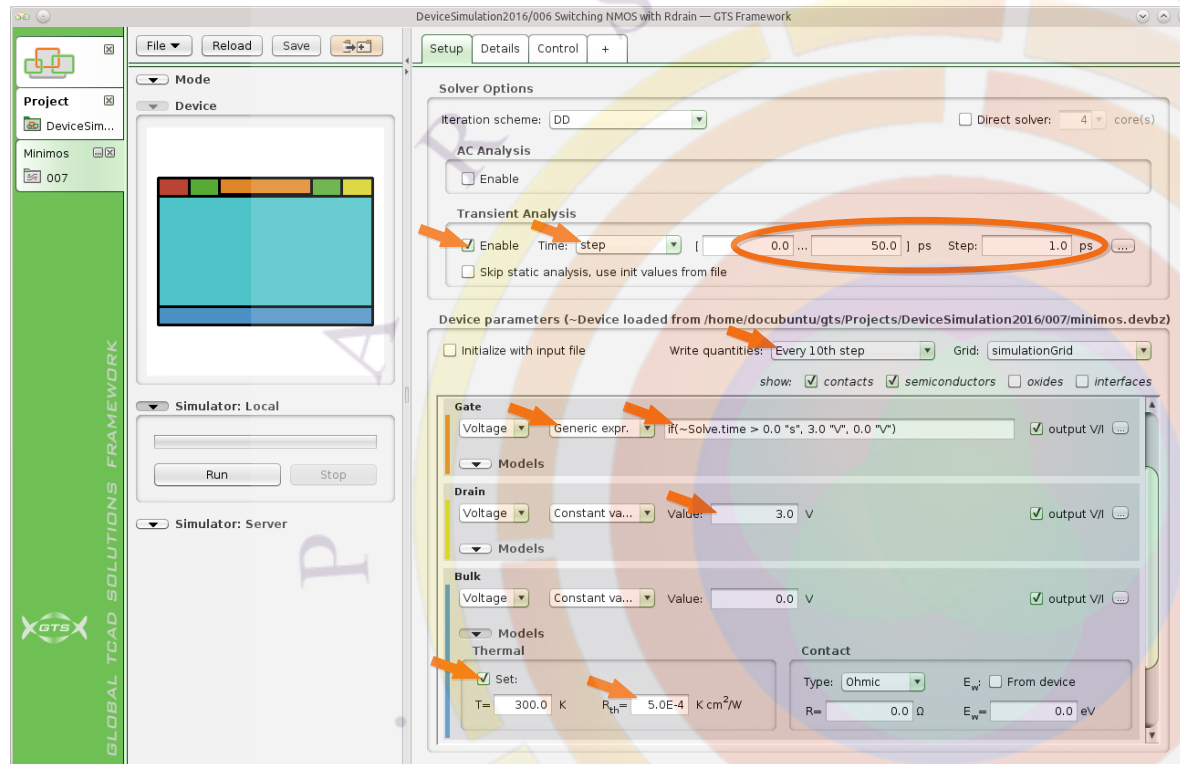 DeviceSimulation2016/006 Switching NMOS with Rdrain — GTS Framework
File Reload Save
Setup Details Control +
Project
DeviceSim...
Minimos
007
Mode
Device
Simulator: Local
Run Stop
Simulator: Server
GLOBAL TCAD SOLUTIONS FRAMEWORK
GTS
Solver Options
Iteration scheme: DD Direct solver: 4 core(s)
AC Analysis
Enable
Transient Analysis
Enable Time: step [ 0.0 ... 50.0 ] ps Step: 1.0 ps ...
Skip static analysis, use init values from file
Device parameters (~Device loaded from /home/docubuntu/gts/Projects/DeviceSimulation2016/007/minimos.devbz2)
Initialize with input file Write quantities: Every 10th step Grid: simulationGrid
show: contacts semiconductors oxides interfaces
Gate
Voltage Generic expr. if(~Solve.time > 0.0 "s", 3.0 "V", 0.0 "V") output V/I ...
Models
Drain
Voltage Constant va... Value: 3.0 V output V/I ...
Models
Bulk
Voltage Constant va... Value: 0.0 V output V/I ...
Models
Thermal Contact
Set: Type: Ohmic Ew: From device
T= 300.0 K Rth= 5.0E-4 K cm²/W R= 0.0 Ω Ew= 0.0 eV